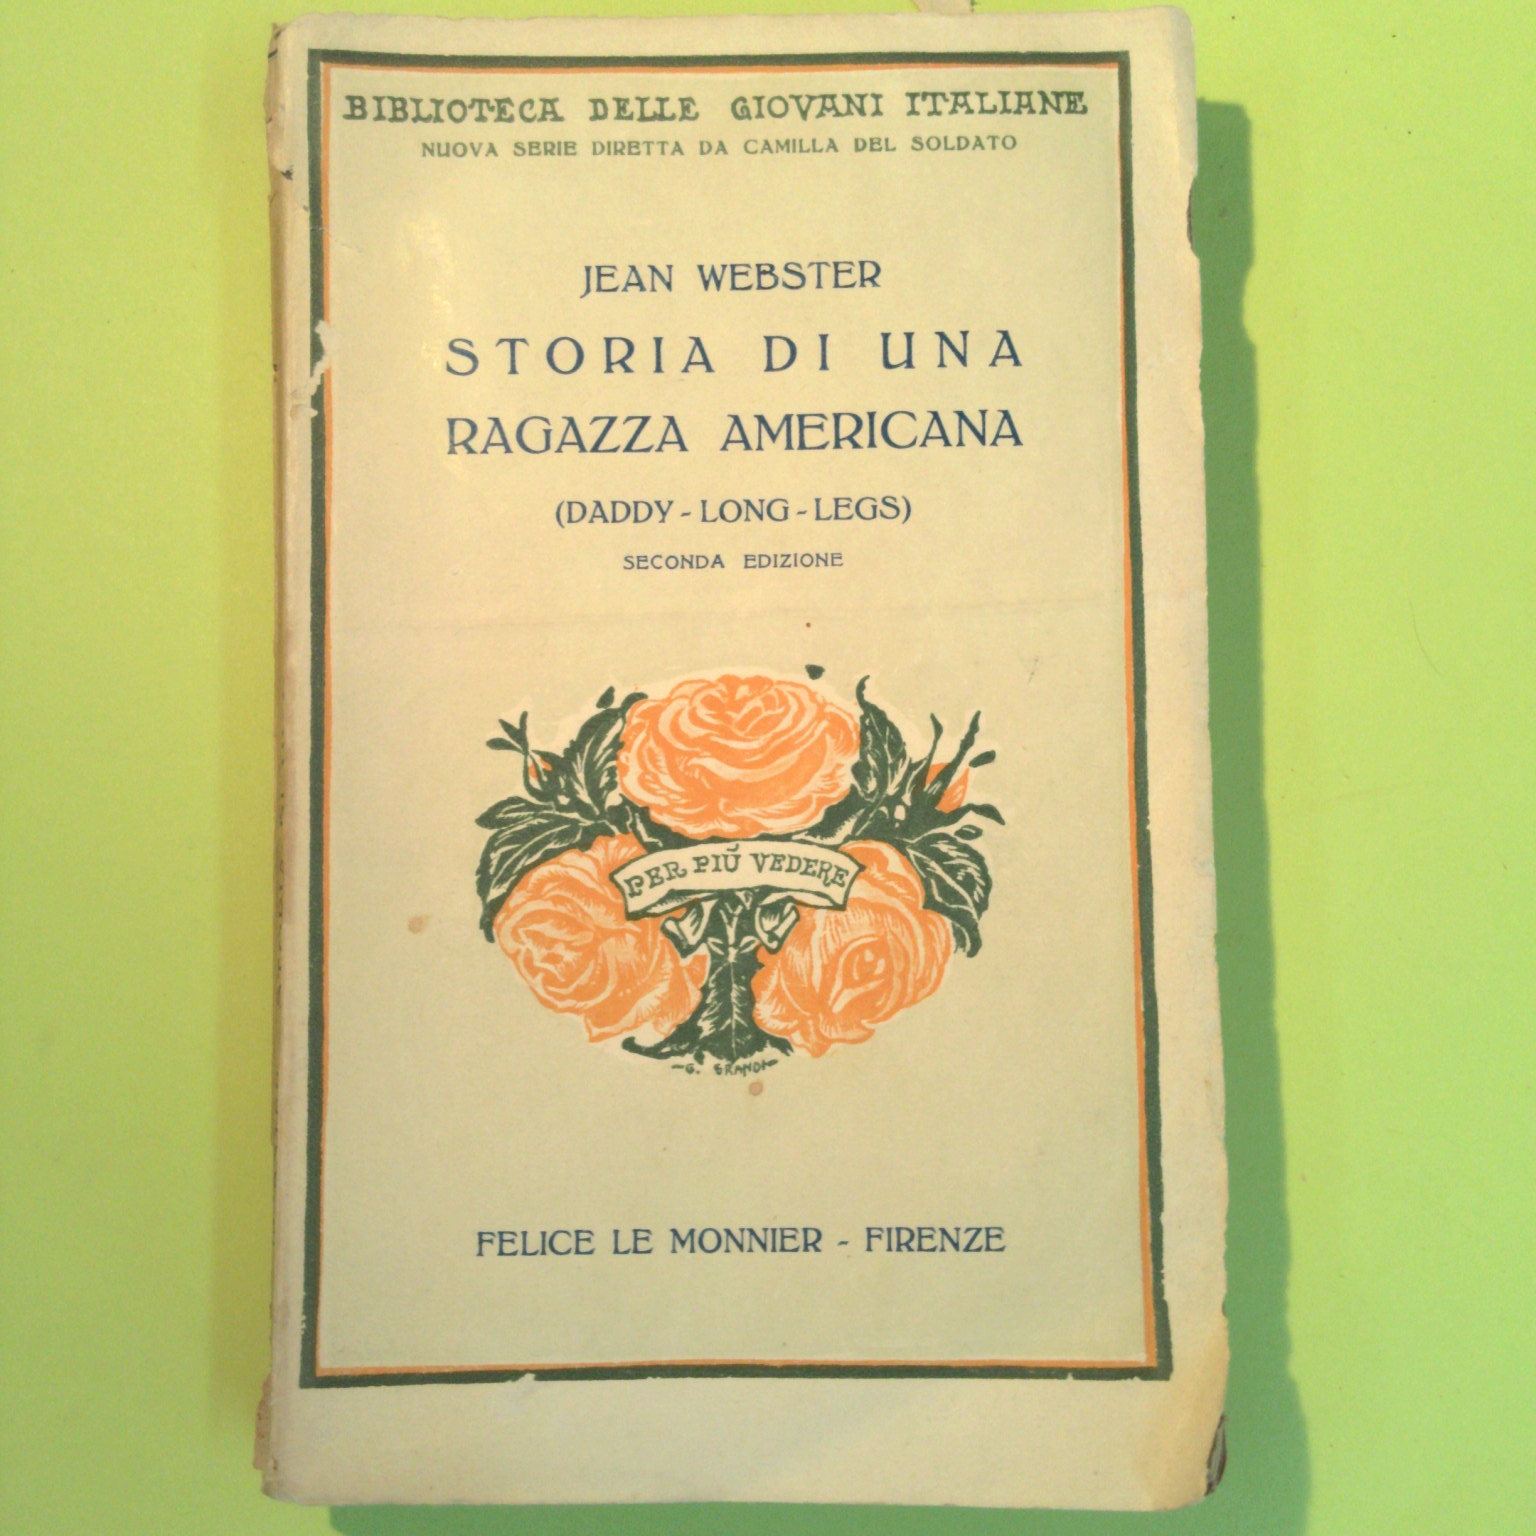 BIBLIOTECA DELLE GIOVANI ITALIANE
NUOVA SERIE DIRETTA DA CAMILLA DEL SOLDATO
JEAN WEBSTER
STORIA DI UNA
RAGAZZA AMERICANA
(DADDY-LONG-LEGS)
SECONDA EDIZIONE
PER PIÙ VEDERE
G. GRANDI
FELICE LE MONNIER - FIRENZE